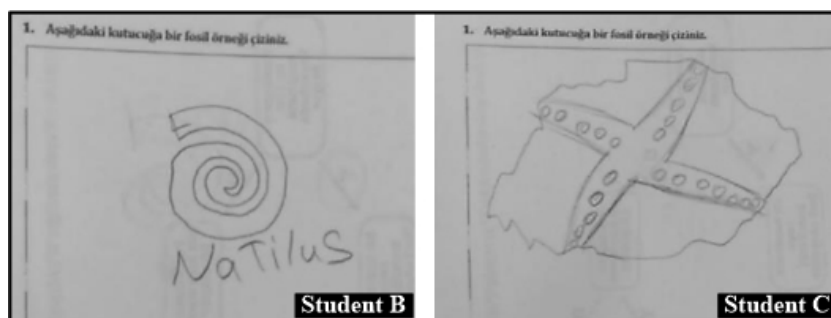 1. Aşağıdaki kutucuğa bir fosil örneği çiziniz.
NaTiluS
Student B
1. Aşağıdaki kutucuğa bir fosil örneği çiziniz.
Student C